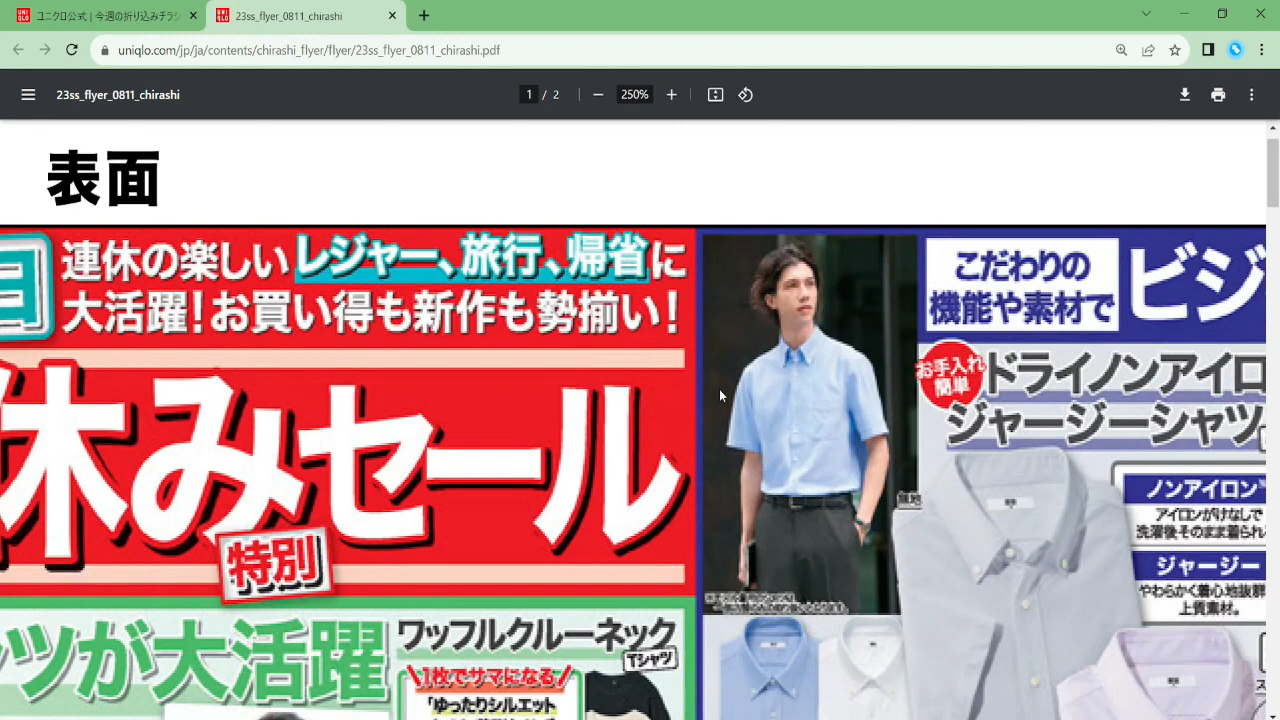 ユニクロ公式 | 今週の折り込みチラシ
23ss_flyer_0811_chirashi
uniqlo.com/jp/ja/contents/chirashi_flyer/flyer/23ss_flyer_0811_chirashi.pdf
23ss_flyer_0811_chirashi
1 / 2
250%
表面
日
連休の楽しいレジャー、旅行、帰省に
大活躍!お買い得も新作も勢揃い!
休みセール
特別
ツが大活躍
ワッフルクルーネック
Tシャツ
\1枚でサマになる/
「ゆったりシルエット
こだわりの
機能や素材で
ビジ
お手入れ
簡単
ドライノンアイロ
ジャージーシャツ
無地
ノンアイロン
アイロンがけなしで
洗濯後そのまま着られ
ジャージー
やわらかく着心地抜群
上質素材。